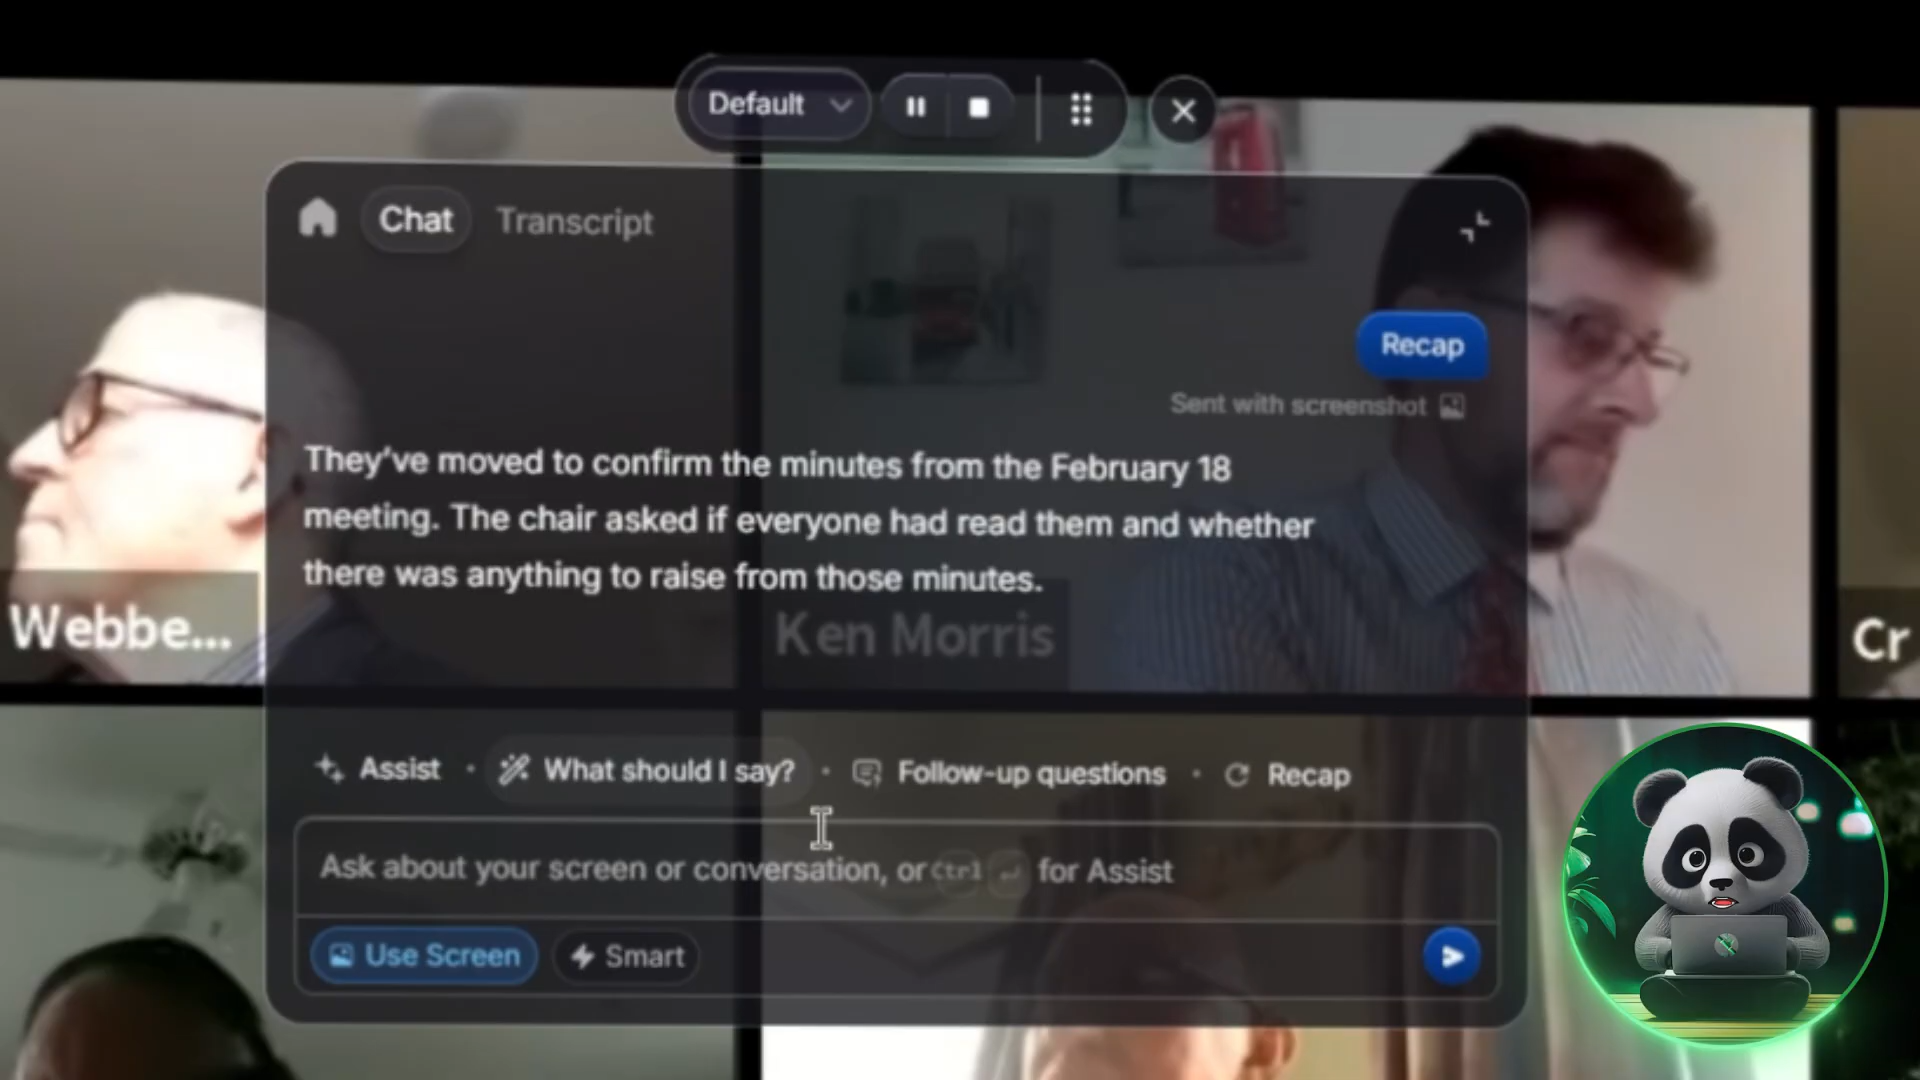 Default
Chat
Transcript
Recap
Sent with screenshot
They've moved to confirm the minutes from the February 18
meeting. The chair asked if everyone had read them and whether
there was anything to raise from those minutes.
Webbe...
Ken Morris
Cr
Assist · What should I say? · Follow-up questions · Recap
Ask about your screen or conversation, or Ctrl ↵ for Assist
Use Screen
Smart